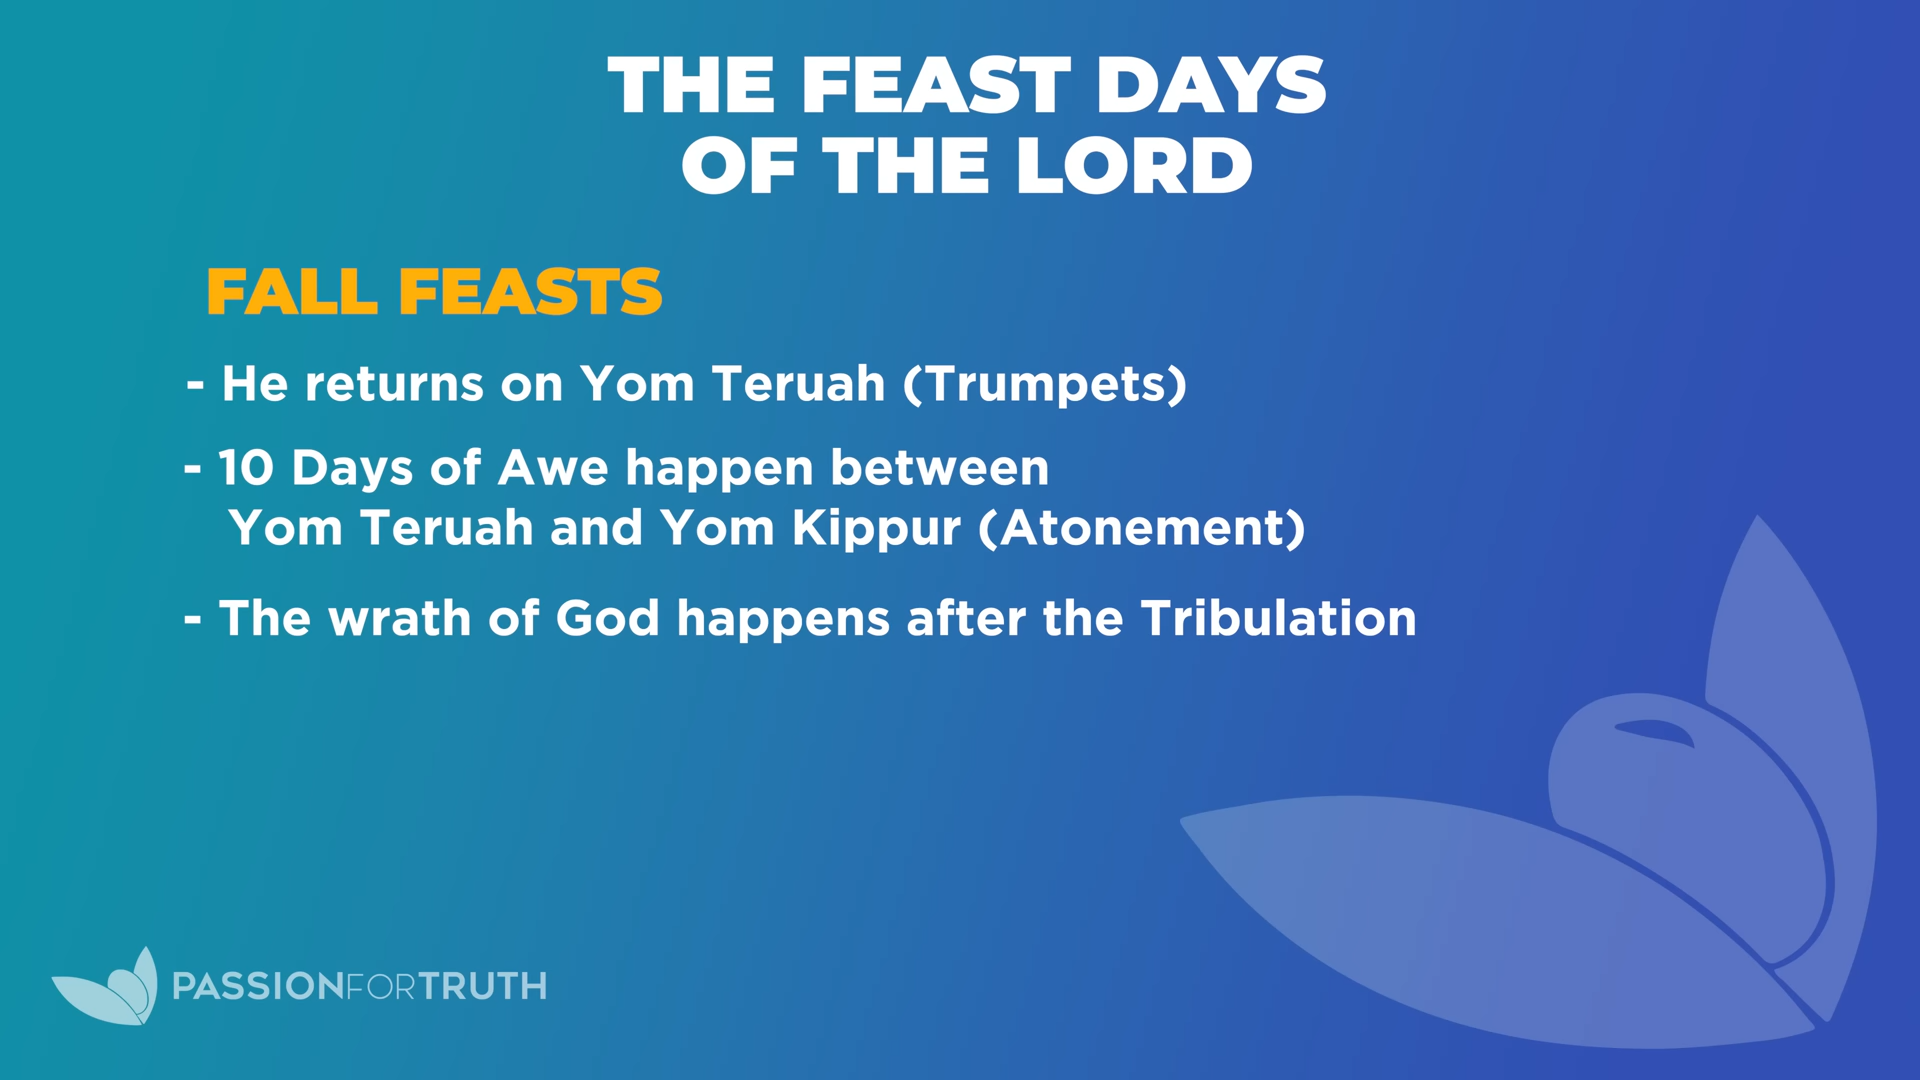 THE FEAST DAYS
OF THE LORD
FALL FEASTS
- He returns on Yom Teruah (Trumpets)
- 10 Days of Awe happen between
Yom Teruah and Yom Kippur (Atonement)
- The wrath of God happens after the Tribulation
PASSIONFORTRUTH